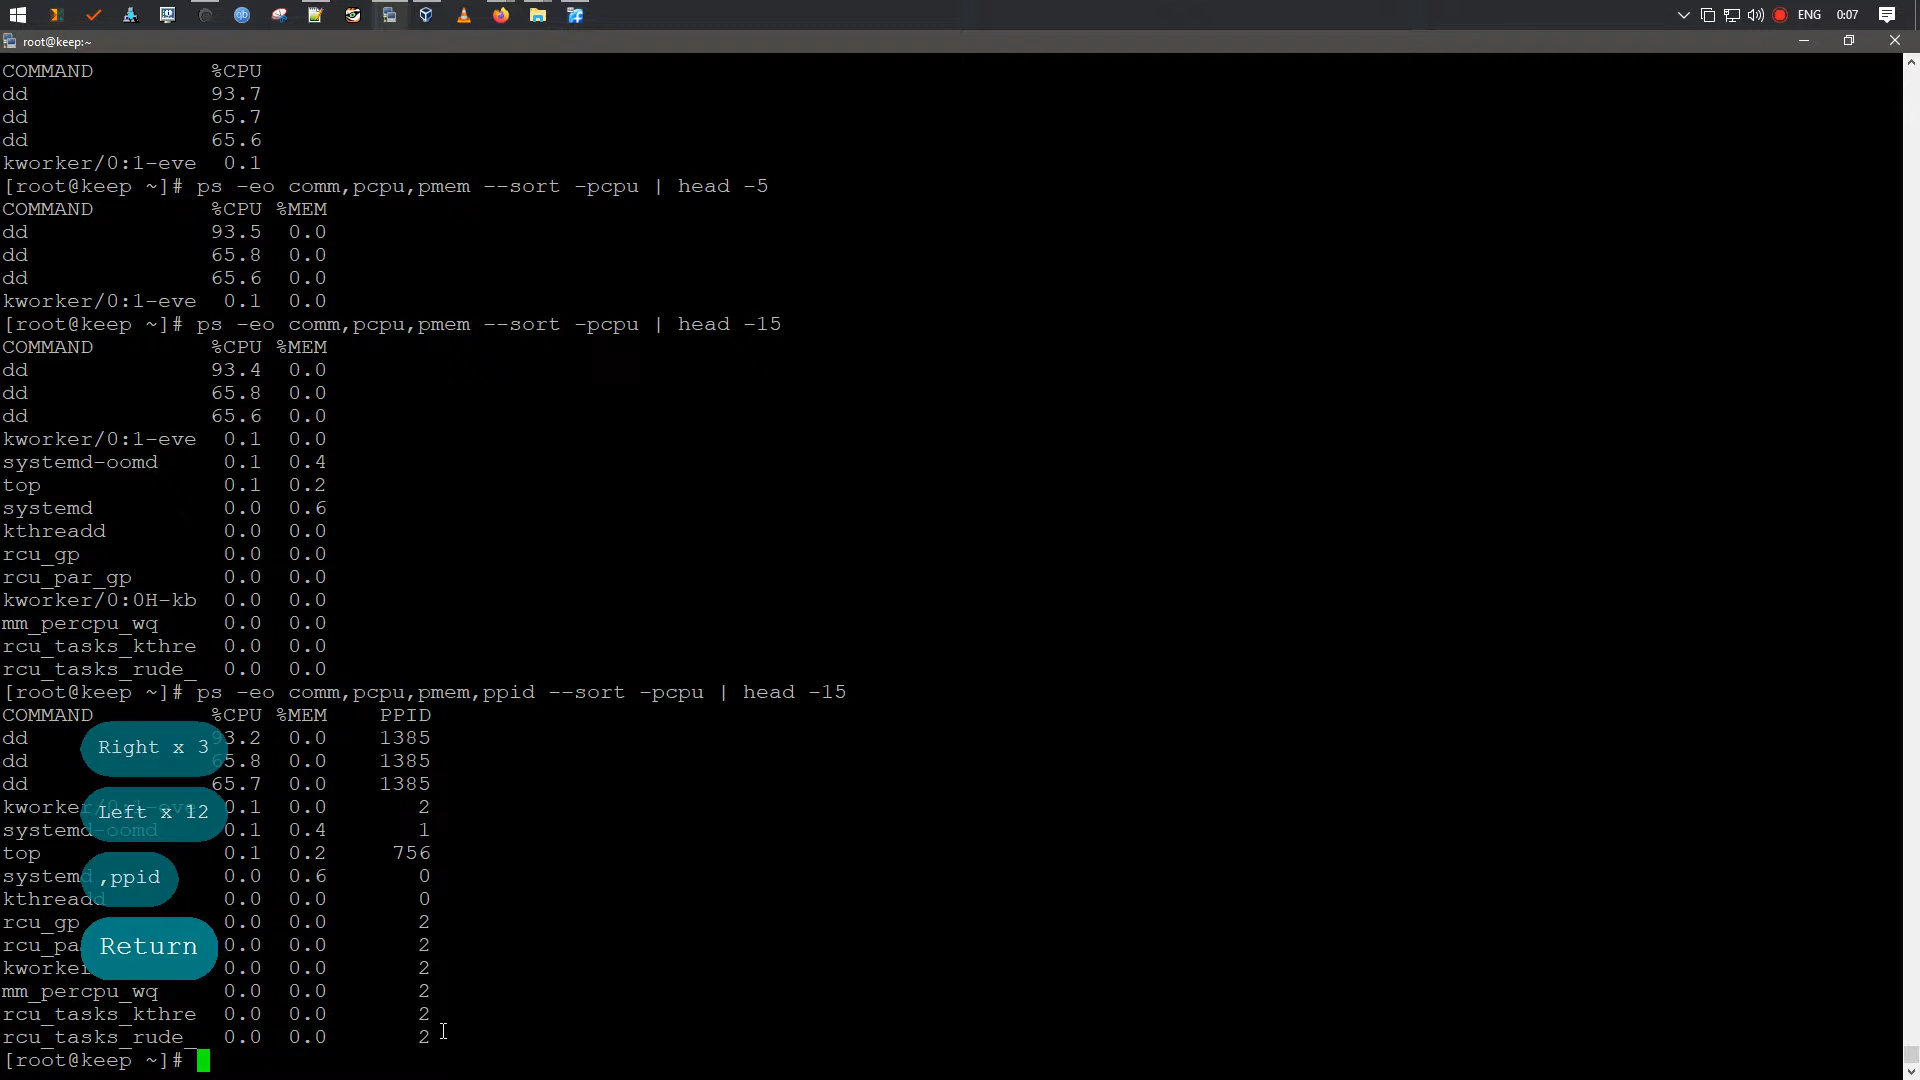 ENG 0:07
root@keep:~
COMMAND %CPU
dd 93.7
dd 65.7
dd 65.6
kworker/0:1-eve 0.1
[root@keep ~]# ps -eo comm,pcpu,pmem --sort -pcpu | head -5
COMMAND %CPU %MEM
dd 93.5 0.0
dd 65.8 0.0
dd 65.6 0.0
kworker/0:1-eve 0.1 0.0
[root@keep ~]# ps -eo comm,pcpu,pmem --sort -pcpu | head -15
COMMAND %CPU %MEM
dd 93.4 0.0
dd 65.8 0.0
dd 65.6 0.0
kworker/0:1-eve 0.1 0.0
systemd-oomd 0.1 0.4
top 0.1 0.2
systemd 0.0 0.6
kthreadd 0.0 0.0
rcu_gp 0.0 0.0
rcu_par_gp 0.0 0.0
kworker/0:0H-kb 0.0 0.0
mm_percpu_wq 0.0 0.0
rcu_tasks_kthre 0.0 0.0
rcu_tasks_rude_ 0.0 0.0
[root@keep ~]# ps -eo comm,pcpu,pmem,ppid --sort -pcpu | head -15
COMMAND %CPU %MEM PPID
dd 93.2 0.0 1385
Right x 3
dd 65.8 0.0 1385
dd 65.7 0.0 1385
kworker/0:1-eve 0.1 0.0 2
Left x 12
systemd-oomd 0.1 0.4 1
top 0.1 0.2 756
systemd 0.0 0.6 0
,ppid
kthreadd 0.0 0.0 0
rcu_gp 0.0 0.0 2
rcu_pa 0.0 0.0 2
Return
kworker 0.0 0.0 2
mm_percpu_wq 0.0 0.0 2
rcu_tasks_kthre 0.0 0.0 2
rcu_tasks_rude_ 0.0 0.0 2
[root@keep ~]#